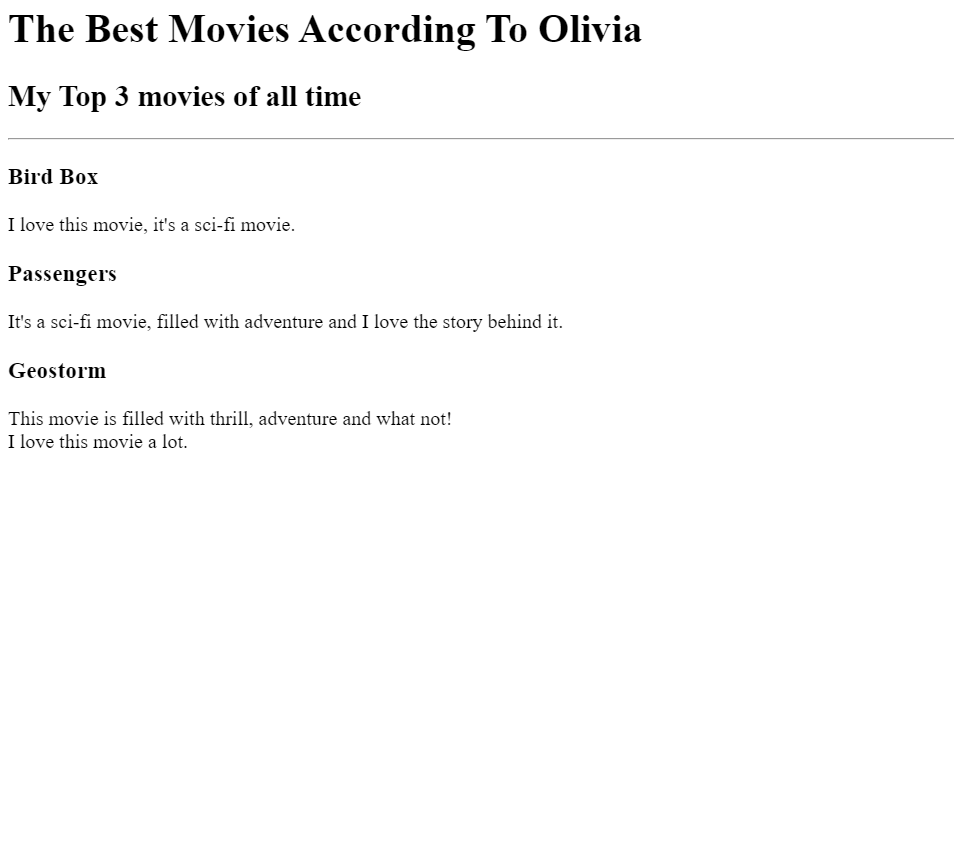 The Best Movies According To Olivia
My Top 3 movies of all time
Bird Box
I love this movie, it's a sci-fi movie.
Passengers
It's a sci-fi movie, filled with adventure and I love the story behind it.
Geostorm
This movie is filled with thrill, adventure and what not!
I love this movie a lot.